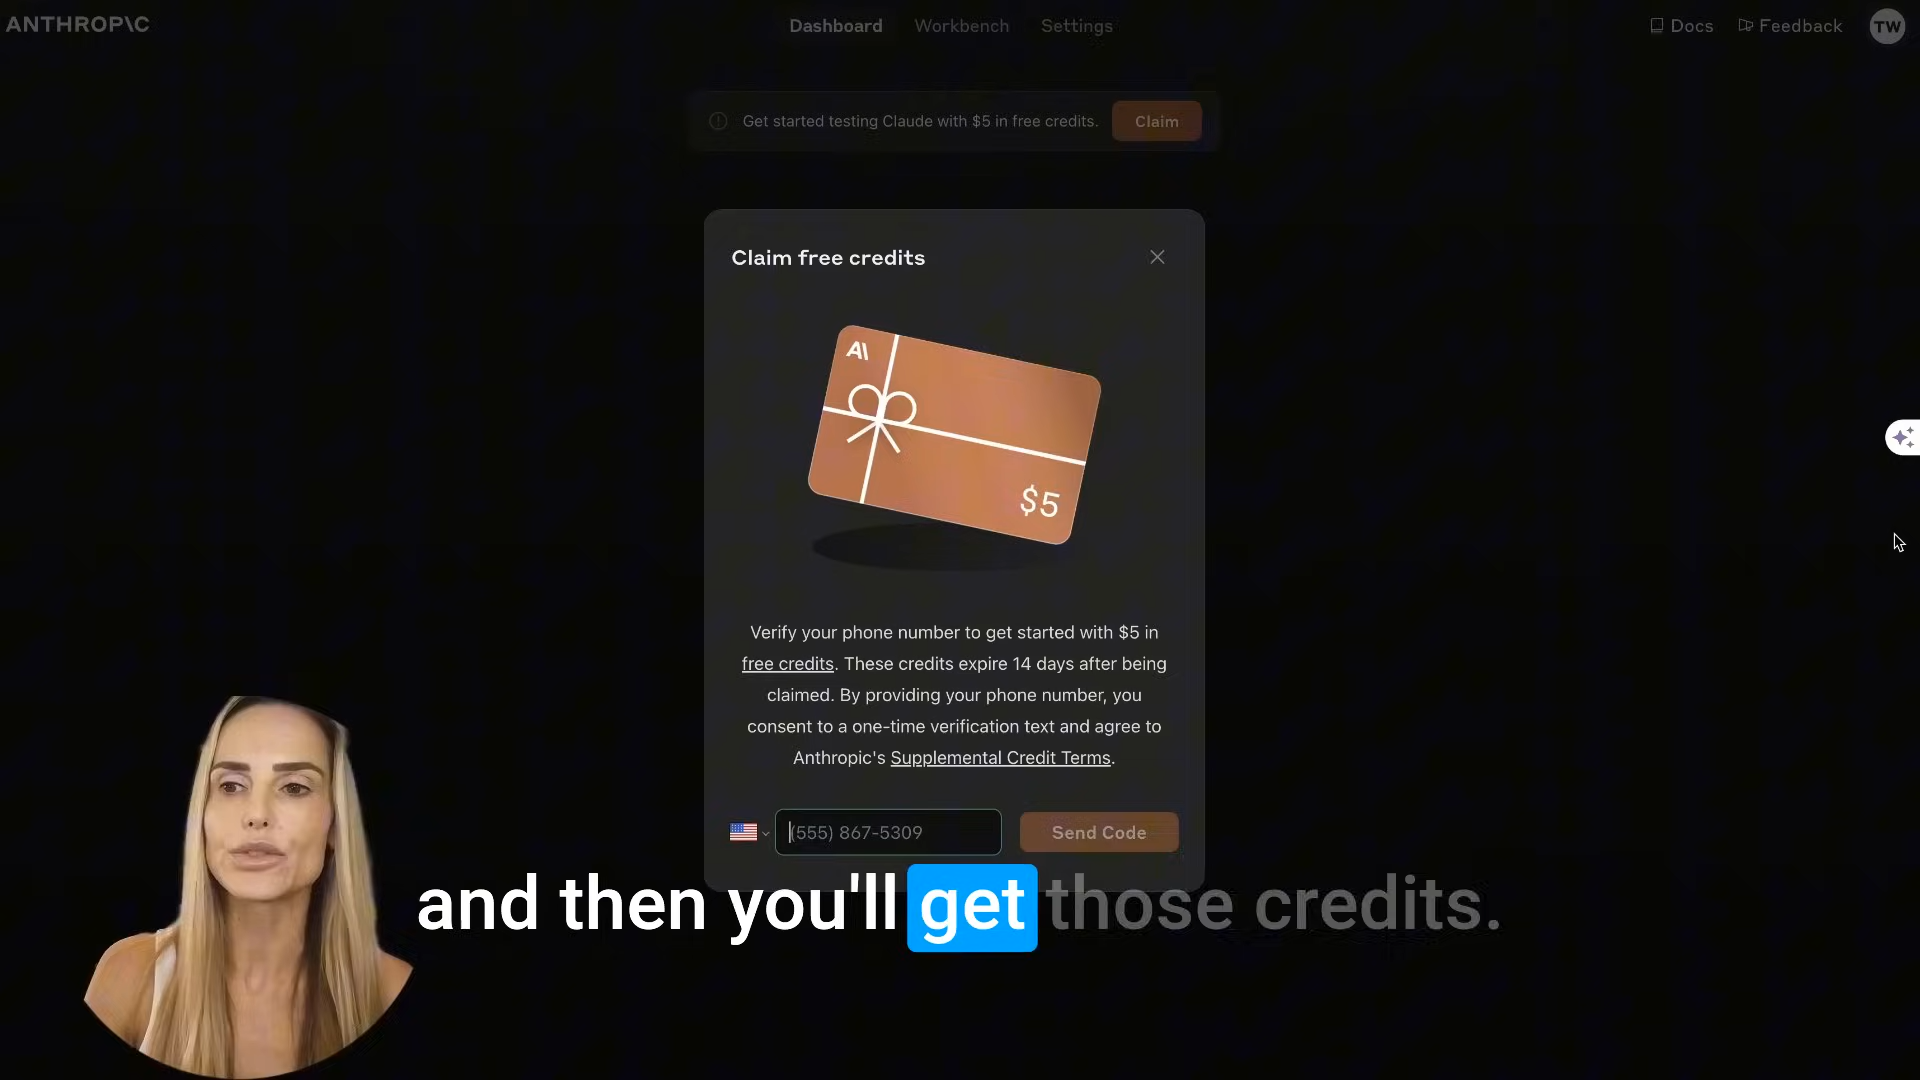 ANTHROP\C
Dashboard
Workbench
Settings
Docs
Feedback
TW
Get started testing Claude with $5 in free credits.
Claim
Claim free credits
A\
$5
Verify your phone number to get started with $5 in
free credits. These credits expire 14 days after being
claimed. By providing your phone number, you
consent to a one-time verification text and agree to
Anthropic's Supplemental Credit Terms.
(555) 867-5309
Send Code
and then you'll get those credits.